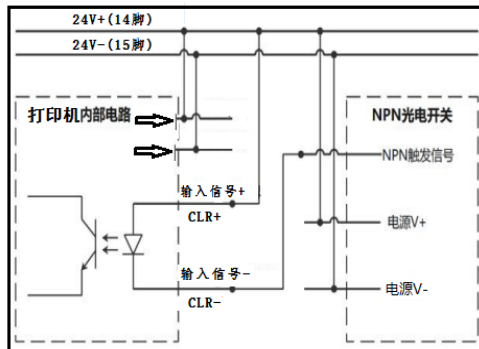 24V+(14脚)
24V-(15脚)
打印机内部电路
NPN光电开关
NPN触发信号
输入信号+
CLR+
电源V+
输入信号-
CLR-
电源V-